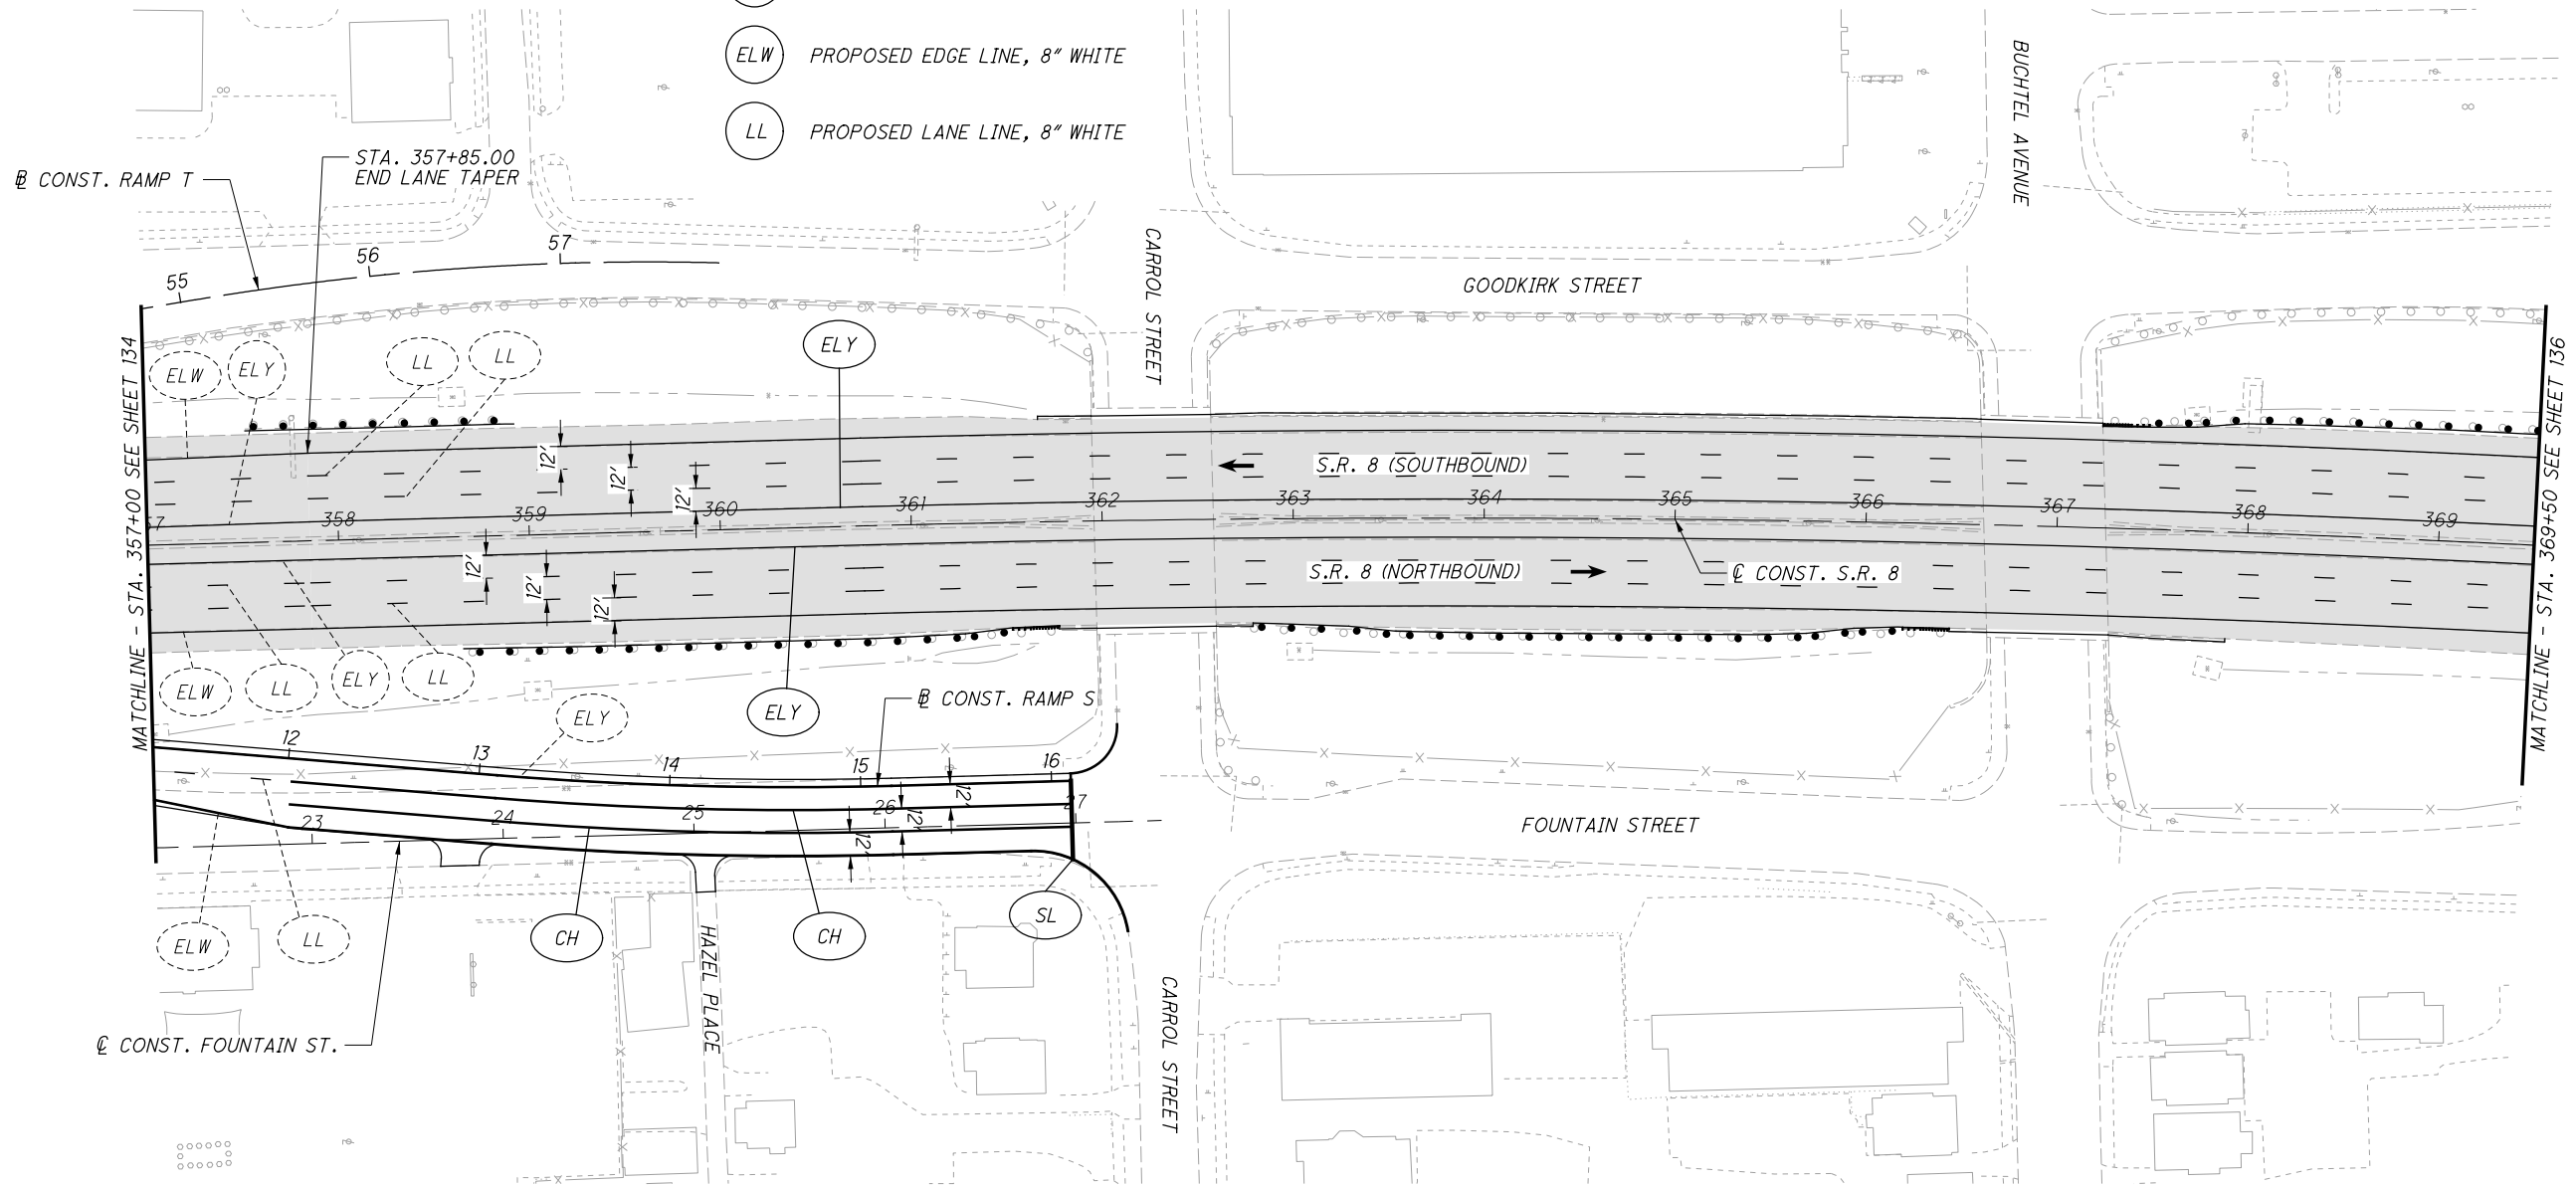 ELW PROPOSED EDGE LINE, 8" WHITE
LL PROPOSED LANE LINE, 8" WHITE
BUCHTEL AVENUE
STA. 357+85.00
END LANE TAPER
℄ CONST. RAMP T
55
56
57
CARROL STREET
GOODKIRK STREET
MATCHLINE - STA. 357+00 SEE SHEET 134
ELW
ELY
LL
LL
ELY
MATCHLINE - STA. 369+50 SEE SHEET 136
12'
12'
12'
S.R. 8 (SOUTHBOUND)
57
358
359
360
361
362
363
364
365
366
367
368
369
12'
12'
12'
S.R. 8 (NORTHBOUND)
℄ CONST. S.R. 8
ELW
LL
ELY
LL
ELY
ELY
℄ CONST. RAMP S
12
13
14
15
16
12'
12'
12'
23
24
25
26
27
FOUNTAIN STREET
ELW
LL
CH
CH
SL
HAZEL PLACE
CARROL STREET
℄ CONST. FOUNTAIN ST.